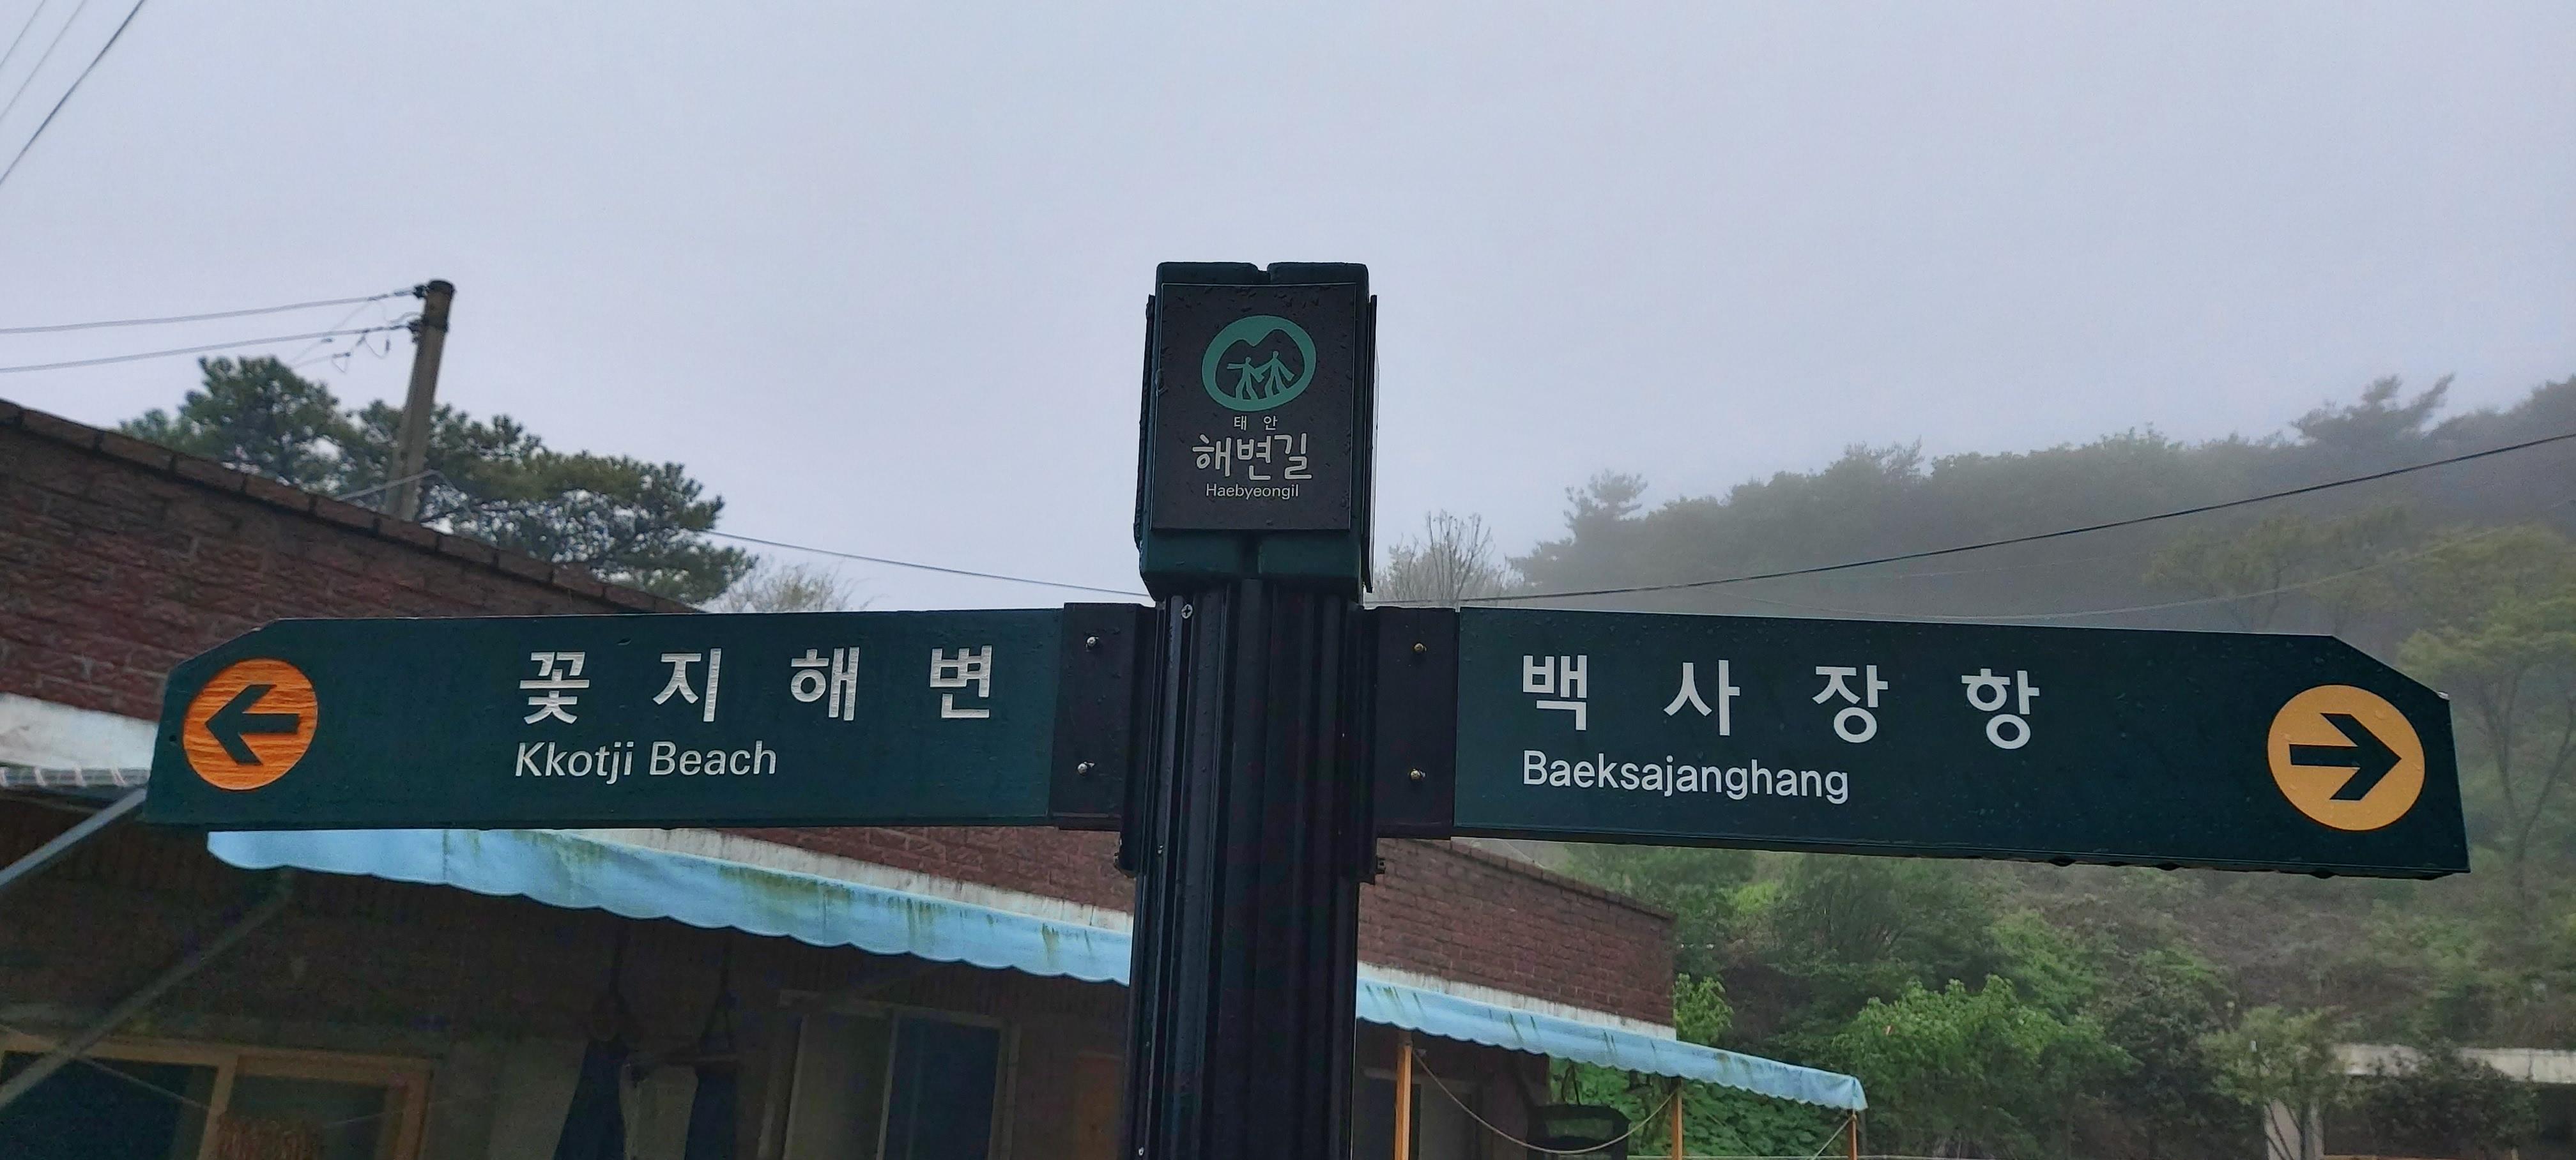 태 안
해변길
Haebyeongil
꽃 지 해 변
Kkotji Beach
백 사 장 항
Baeksajanghang